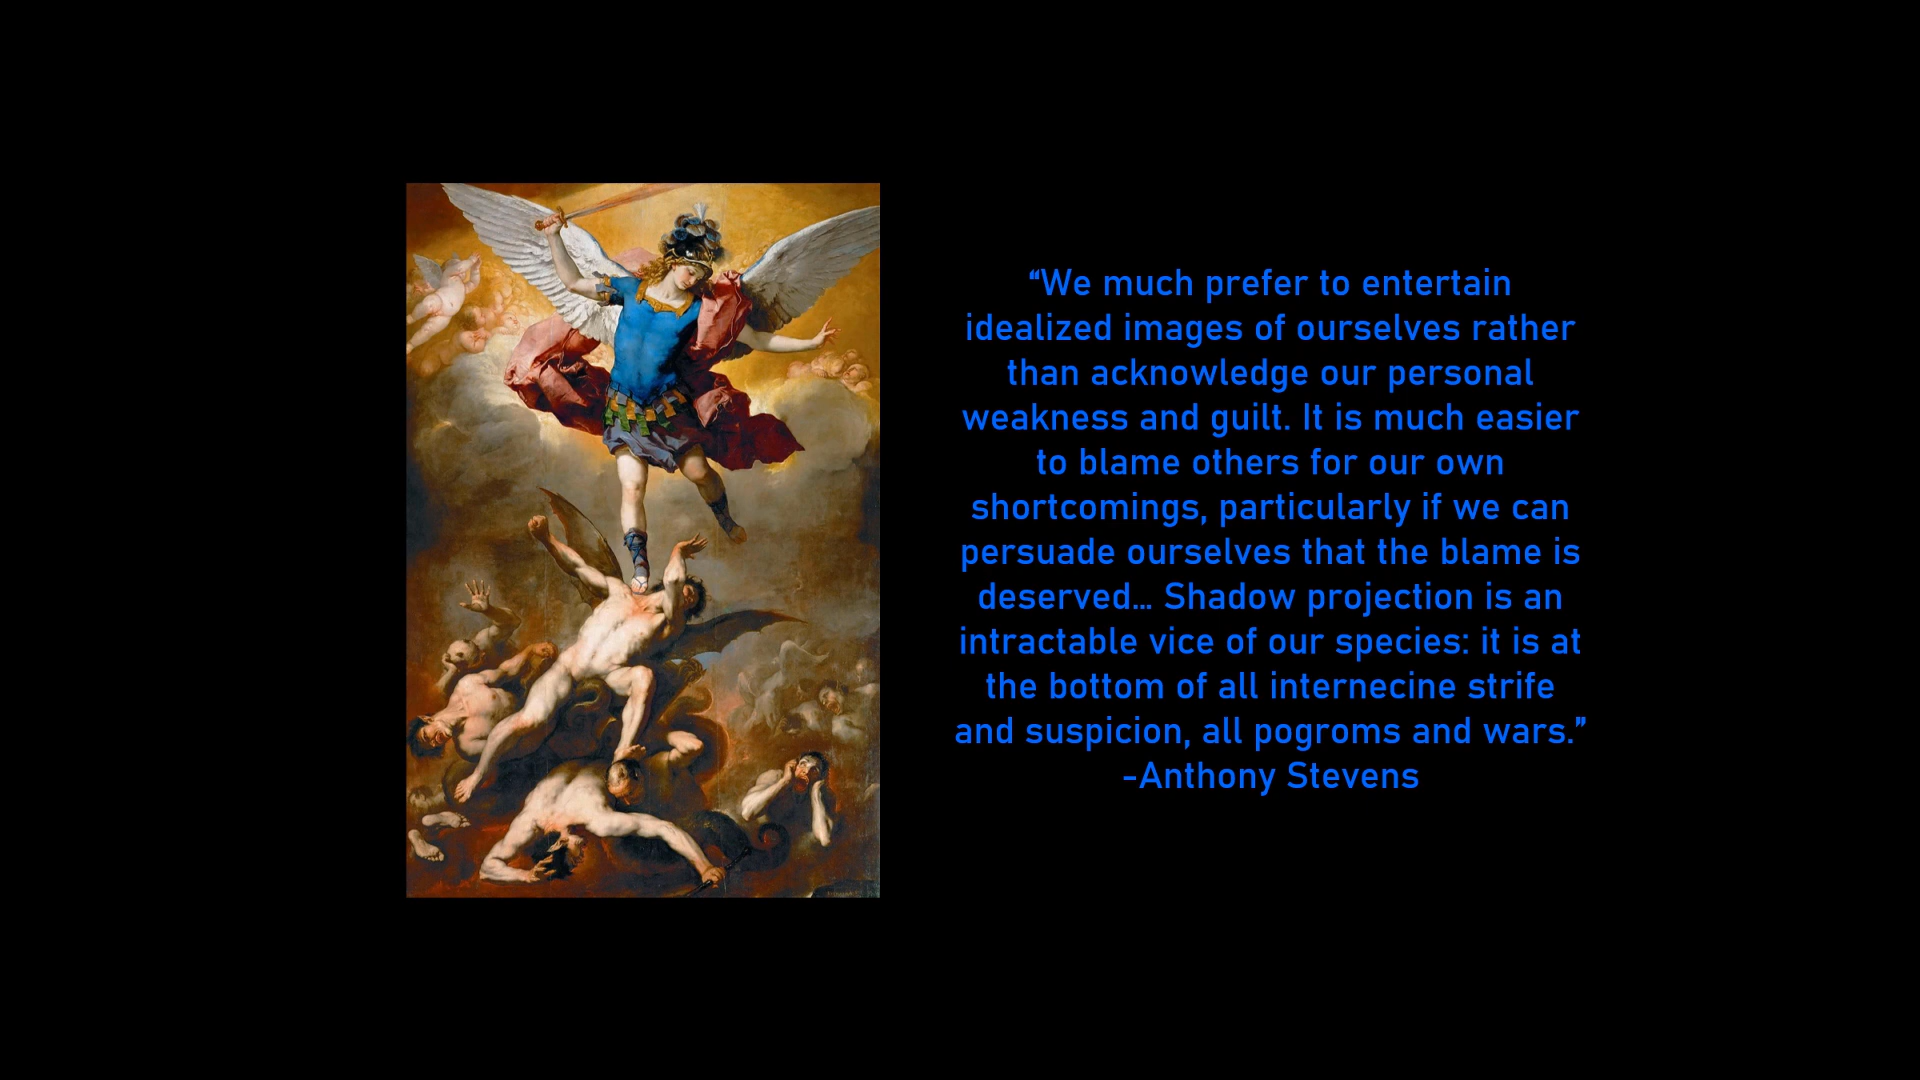 “We much prefer to entertain
idealized images of ourselves rather
than acknowledge our personal
weakness and guilt. It is much easier
to blame others for our own
shortcomings, particularly if we can
persuade ourselves that the blame is
deserved... Shadow projection is an
intractable vice of our species: it is at
the bottom of all internecine strife
and suspicion, all pogroms and wars.”
-Anthony Stevens